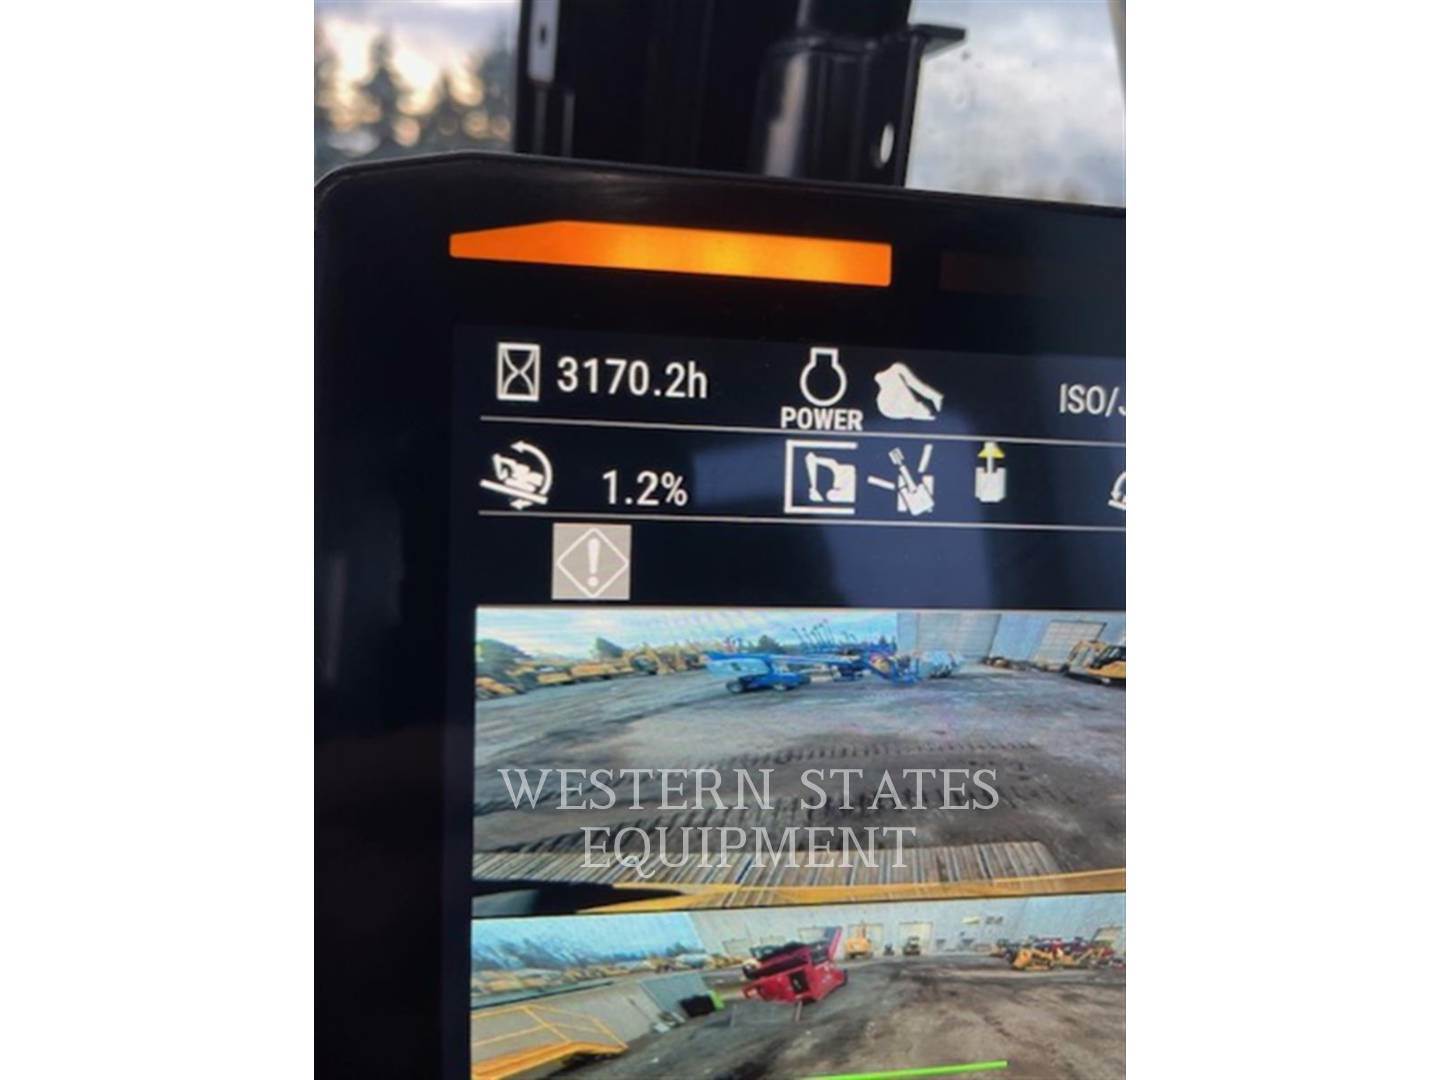 3170.2h
POWER
ISO/
1.2%
WESTERN STATES
EQUIPMENT